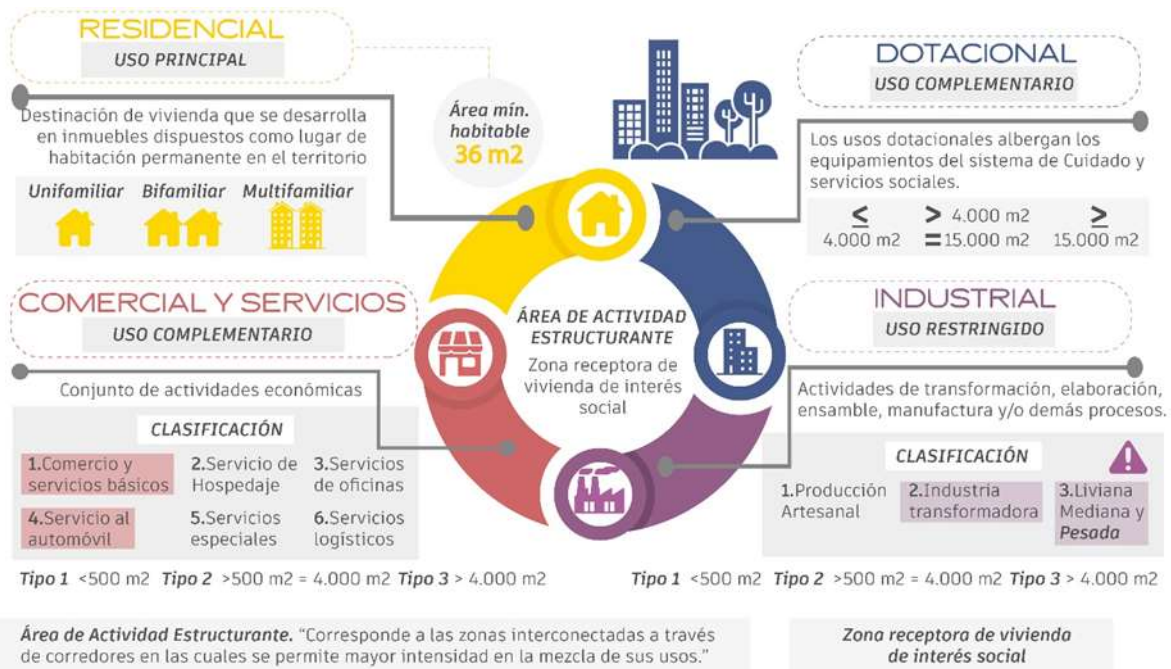 RESIDENCIAL
USO PRINCIPAL
Destinación de vivienda que se desarrolla
en inmuebles dispuestos como lugar de
habitación permanente en el territorio
Unifamiliar Bifamiliar Multifamiliar
Área mín.
habitable
36 m2
DOTACIONAL
USO COMPLEMENTARIO
Los usos dotacionales albergan los
equipamientos del sistema de Cuidado y
servicios sociales.
≤ > 4.000 m2 ≥
4.000 m2 = 15.000 m2 15.000 m2
COMERCIAL Y SERVICIOS
USO COMPLEMENTARIO
Conjunto de actividades económicas
CLASIFICACIÓN
1.Comercio y 2.Servicio de 3.Servicios
servicios básicos Hospedaje de oficinas
4.Servicio al 5.Servicios 6.Servicios
automóvil especiales logísticos
Tipo 1 <500 m2 Tipo 2 >500 m2 = 4.000 m2 Tipo 3 > 4.000 m2
ÁREA DE ACTIVIDAD
ESTRUCTURANTE
Zona receptora de
vivienda de interés
social
INDUSTRIAL
USO RESTRINGIDO
Actividades de transformación, elaboración,
ensamble, manufactura y/o demás procesos.
CLASIFICACIÓN
1.Producción 2.Industria 3.Liviana
Artesanal transformadora Mediana y
Pesada
Tipo 1 <500 m2 Tipo 2 >500 m2 = 4.000 m2 Tipo 3 > 4.000 m2
Área de Actividad Estructurante. “Corresponde a las zonas interconectadas a través
de corredores en las cuales se permite mayor intensidad en la mezcla de sus usos.”
Zona receptora de vivienda
de interés social